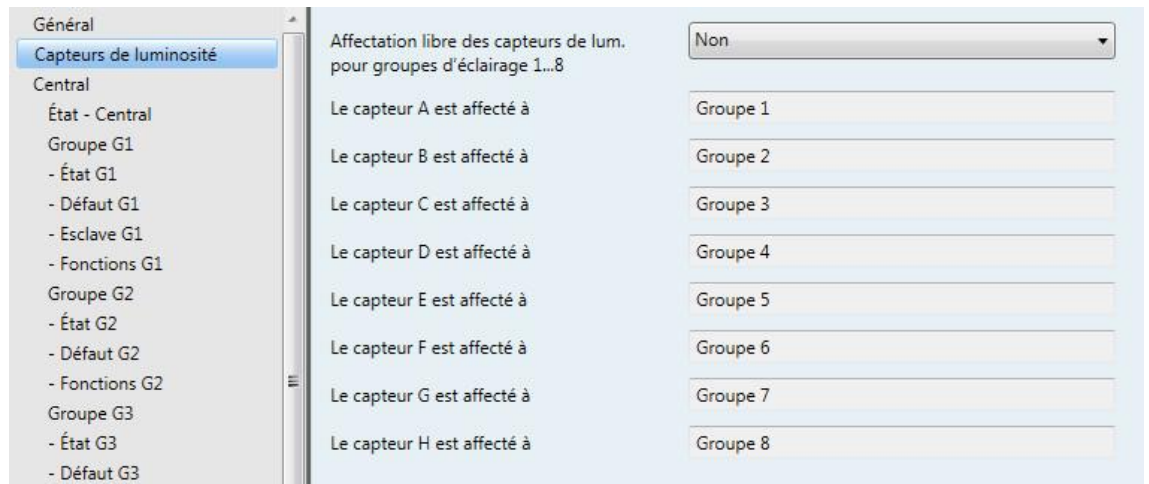 Général
Capteurs de luminosité
Central
État - Central
Groupe G1
- État G1
- Défaut G1
- Esclave G1
- Fonctions G1
Groupe G2
- État G2
- Défaut G2
- Fonctions G2
Groupe G3
- État G3
- Défaut G3
Affectation libre des capteurs de lum.
pour groupes d'éclairage 1...8
Non
Le capteur A est affecté à
Groupe 1
Le capteur B est affecté à
Groupe 2
Le capteur C est affecté à
Groupe 3
Le capteur D est affecté à
Groupe 4
Le capteur E est affecté à
Groupe 5
Le capteur F est affecté à
Groupe 6
Le capteur G est affecté à
Groupe 7
Le capteur H est affecté à
Groupe 8